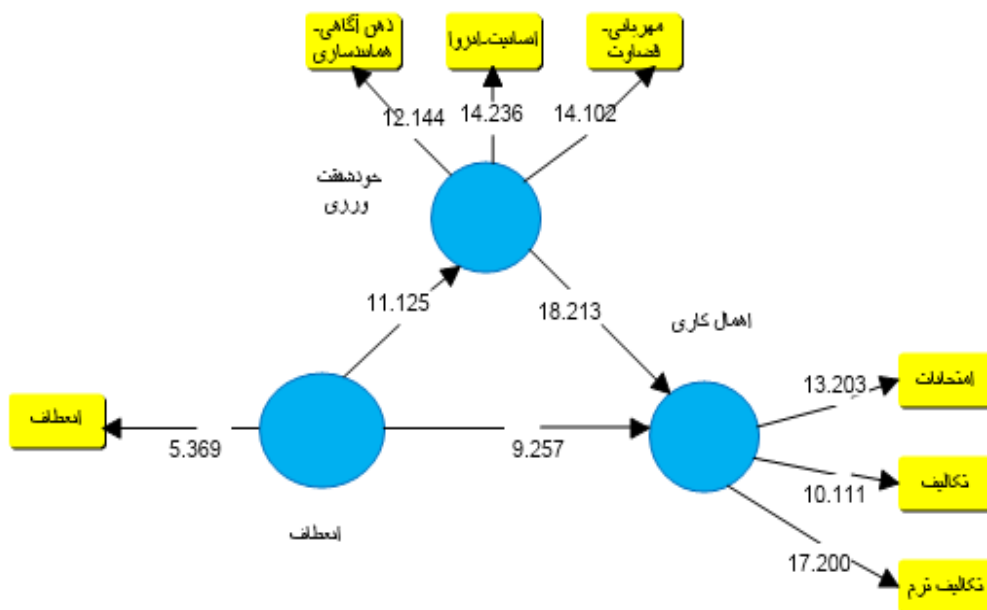 ذهن آگاهی-
همانندسازی
انسانیت-انزوا
مهربانی-
قضاوت
12.144
14.236
14.102
خودشفقت
ورزی
11.125
18.213
اهمال کاری
امتحانات
13.203
انعطاف
5.369
9.257
تکالیف
10.111
انعطاف
17.200
تکالیف ترم